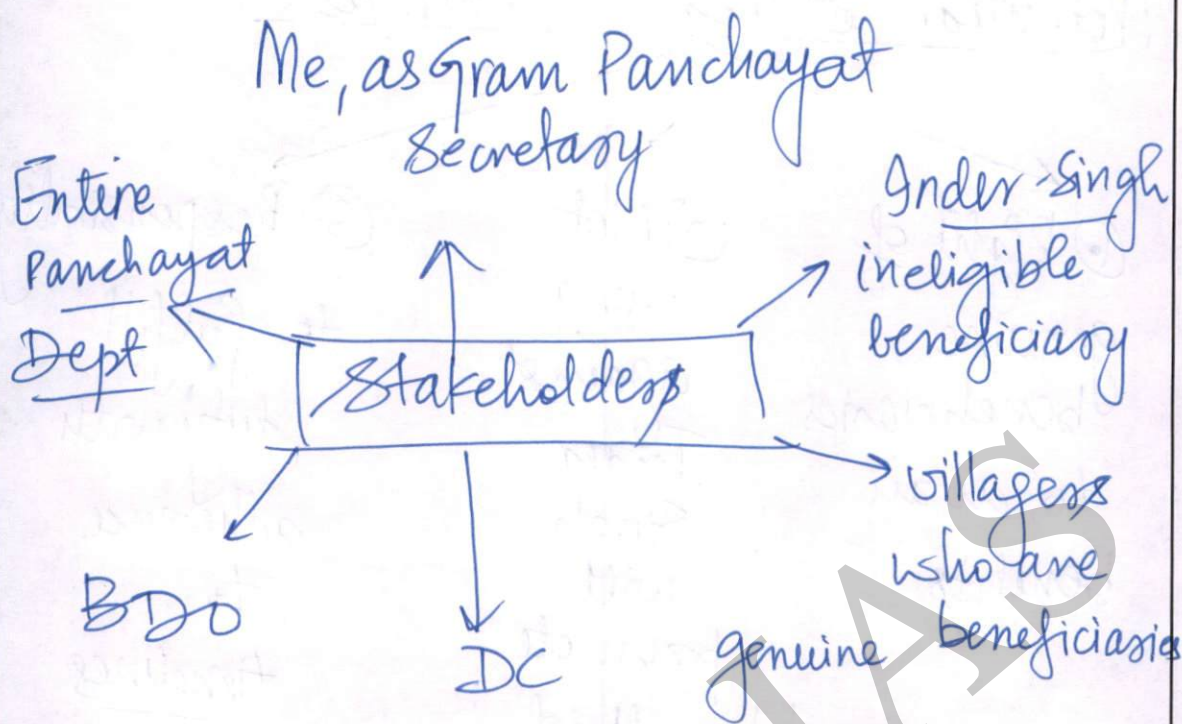 Me, as Gram Panchayat
Secretary
Entire
Panchayat
Dept
Inder Singh
ineligible
beneficiary
Stakeholders
villagers
who are
genuine beneficiaries
BDO
DC
IAS